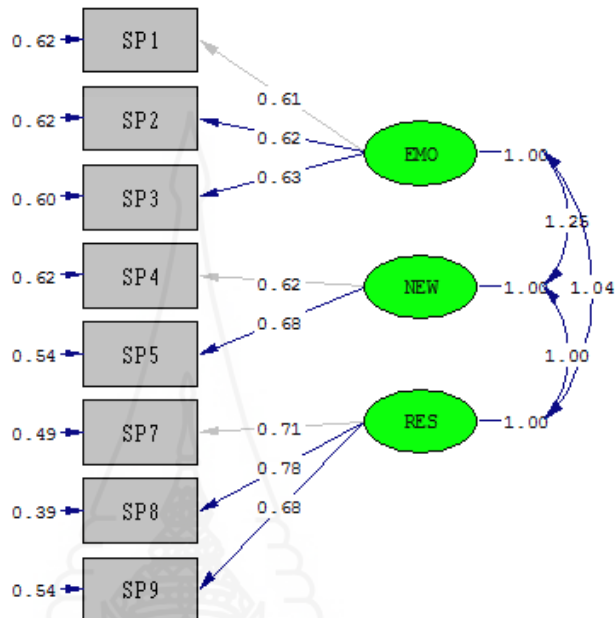 0.62 SP1
0.61
0.62 SP2
0.62
EMO 1.00
0.60 SP3
0.63
1.25
0.62 SP4
0.62
NEW 1.00 1.04
0.54 SP5
0.68
1.00
0.49 SP7
0.71
RES 1.00
0.39 SP8
0.78
0.68
0.54 SP9